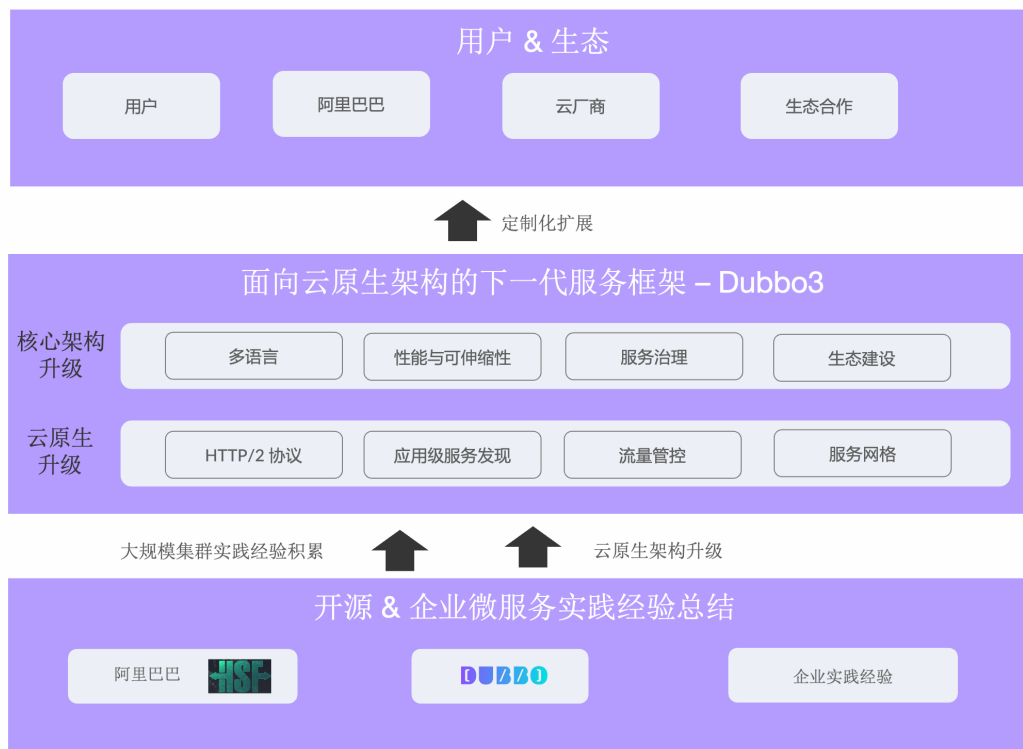 用户 & 生态
用户
阿里巴巴
云厂商
生态合作
定制化扩展
面向云原生架构的下一代服务框架 – Dubbo3
核心架构
升级
多语言
性能与可伸缩性
服务治理
生态建设
云原生
升级
HTTP/2 协议
应用级服务发现
流量管控
服务网格
大规模集群实践经验积累
云原生架构升级
开源 & 企业微服务实践经验总结
阿里巴巴
HSF
DUBBO
企业实践经验